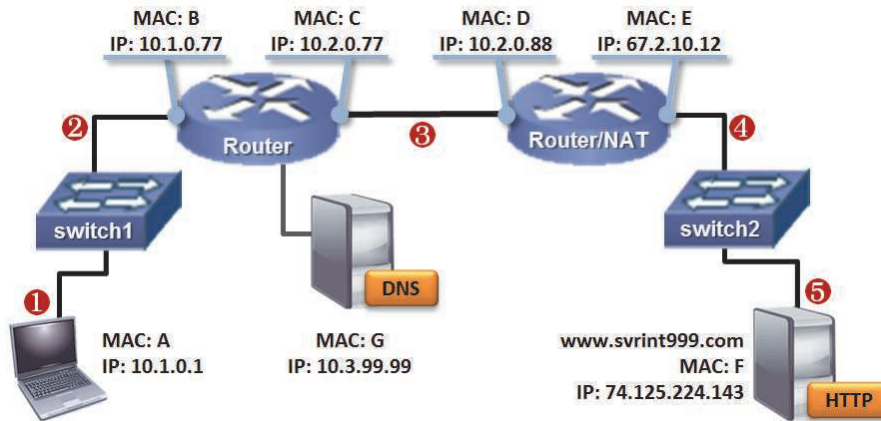 MAC: B
IP: 10.1.0.77
MAC: C
IP: 10.2.0.77
MAC: D
IP: 10.2.0.88
MAC: E
IP: 67.2.10.12
2
Router
3
Router/NAT
4
switch1
switch2
DNS
1
MAC: A
IP: 10.1.0.1
MAC: G
IP: 10.3.99.99
5
www.svrint999.com
MAC: F
IP: 74.125.224.143
HTTP